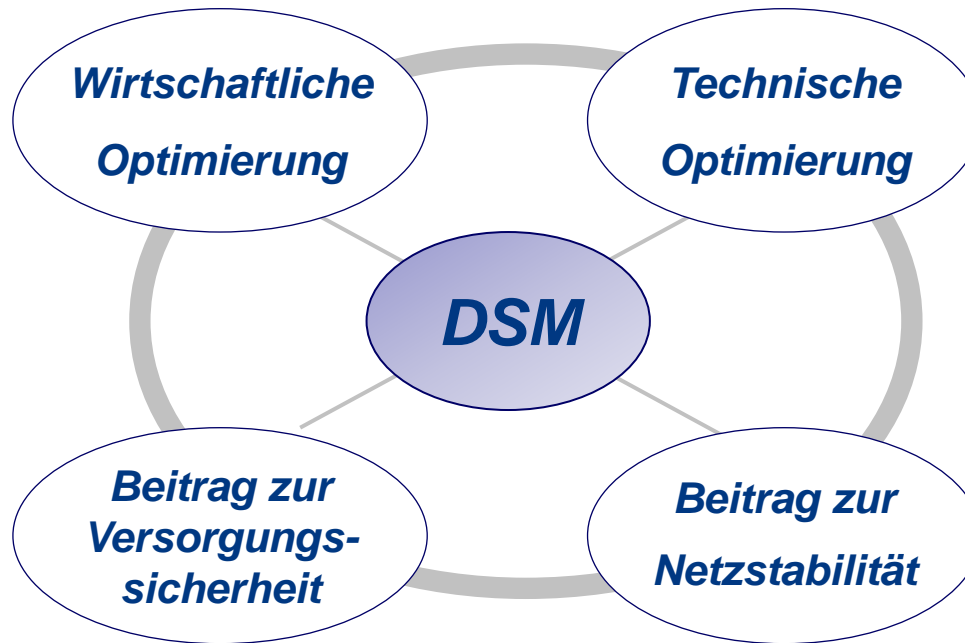 Wirtschaftliche
Optimierung
Technische
Optimierung
DSM
Beitrag zur
Versorgungs-
sicherheit
Beitrag zur
Netzstabilität